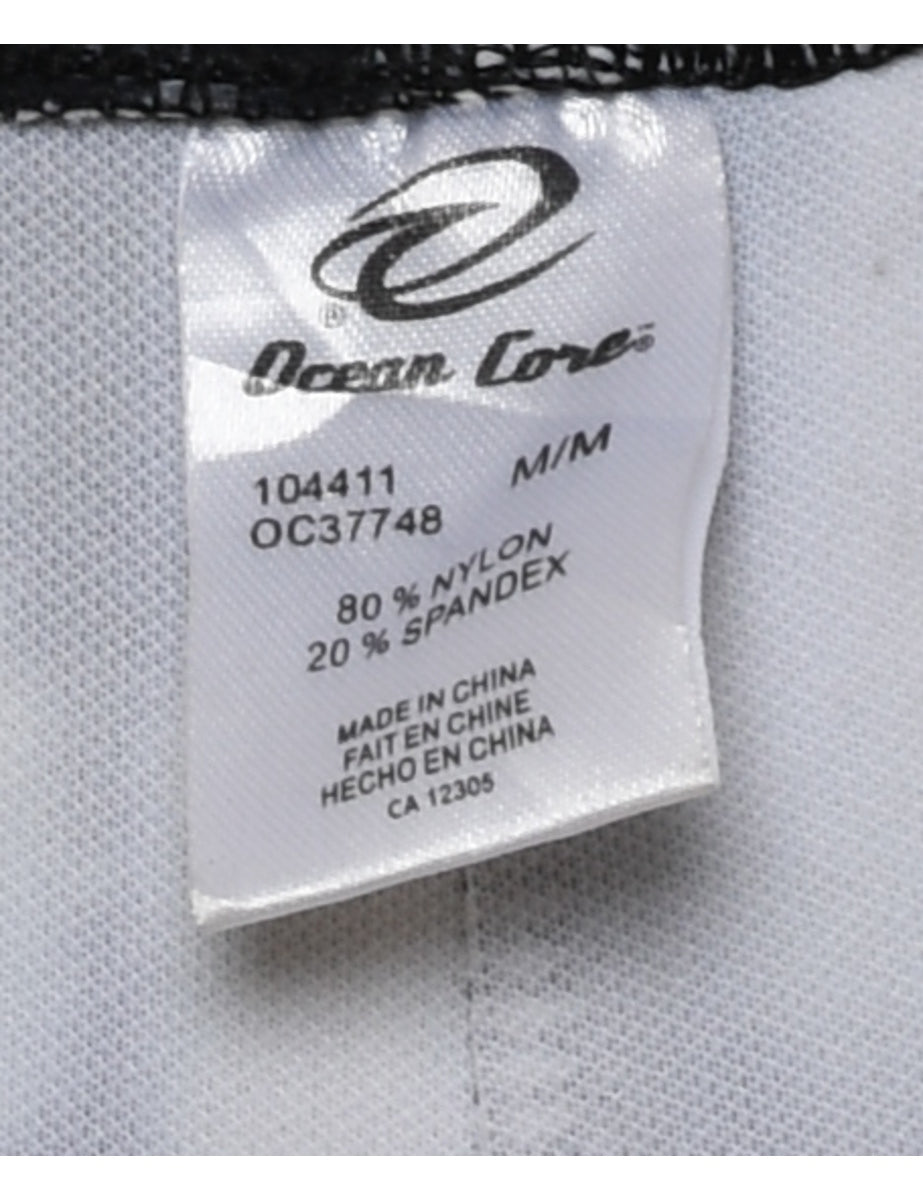 Ocean Core®
104411 M/M
OC37748
80 % NYLON
20 % SPANDEX
MADE IN CHINA
FAIT EN CHINE
HECHO EN CHINA
CA 12305